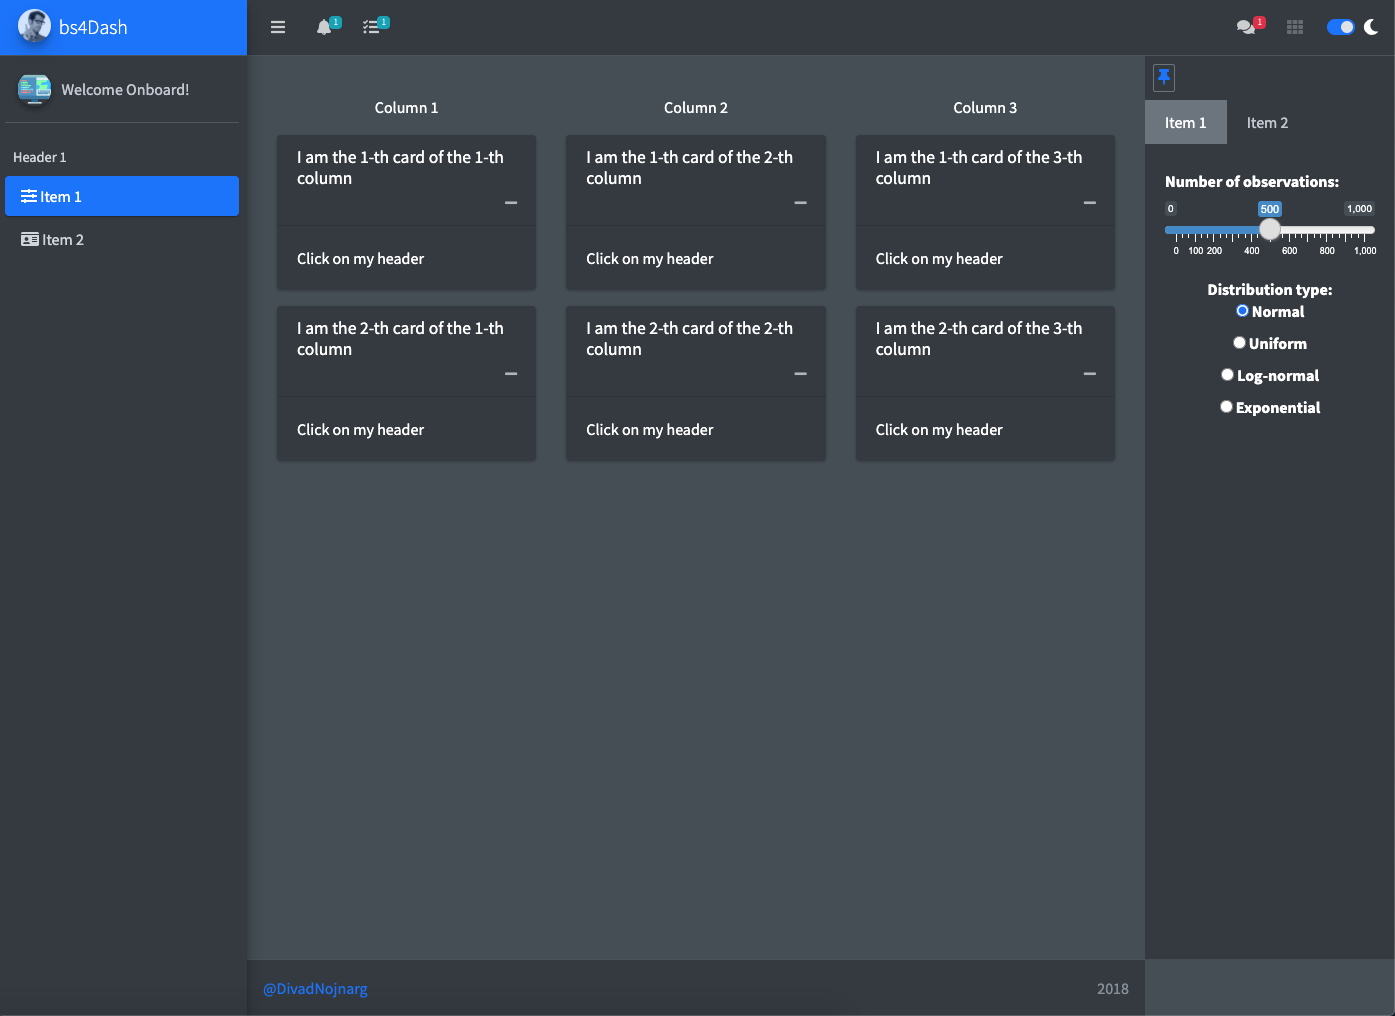 bs4Dash
1
1
1
Welcome Onboard!
Header 1
Item 1
Item 2
Column 1
Column 2
Column 3
I am the 1-th card of the 1-th
column
Click on my header
I am the 1-th card of the 2-th
column
Click on my header
I am the 1-th card of the 3-th
column
Click on my header
I am the 2-th card of the 1-th
column
Click on my header
I am the 2-th card of the 2-th
column
Click on my header
I am the 2-th card of the 3-th
column
Click on my header
Item 1 Item 2
Number of observations:
0 500 1,000
0 100 200 400 600 800 1,000
Distribution type:
Normal
Uniform
Log-normal
Exponential
@DivadNojnarg
2018